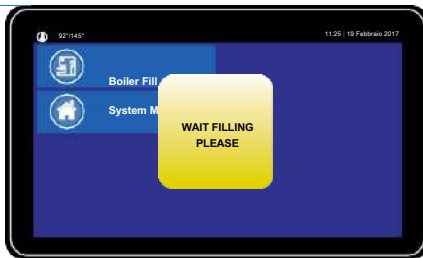 92°/145°
11:25 | 19 Febbraio 2017
Boiler Fill
System M
WAIT FILLING
PLEASE